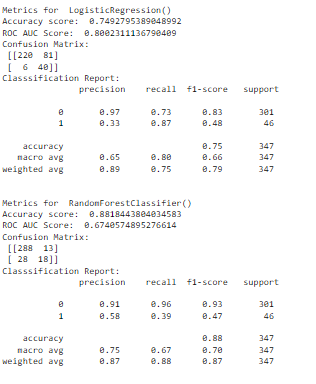 Metrics for  LogisticRegression()
Accuracy score:  0.7492795389048992
ROC AUC Score:  0.8002311136790409
Confusion Matrix:
[[220  81]
[  6  40]]
Classsification Report:
precision    recall  f1-score   support
0       0.97      0.73      0.83       301
1       0.33      0.87      0.48        46
accuracy                           0.75       347
macro avg       0.65      0.80      0.66       347
weighted avg       0.89      0.75      0.79       347
Metrics for  RandomForestClassifier()
Accuracy score:  0.8818443804034583
ROC AUC Score:  0.6740574895276614
Confusion Matrix:
[[288  13]
[ 28  18]]
Classsification Report:
precision    recall  f1-score   support
0       0.91      0.96      0.93       301
1       0.58      0.39      0.47        46
accuracy                           0.88       347
macro avg       0.75      0.67      0.70       347
weighted avg       0.87      0.88      0.87       347